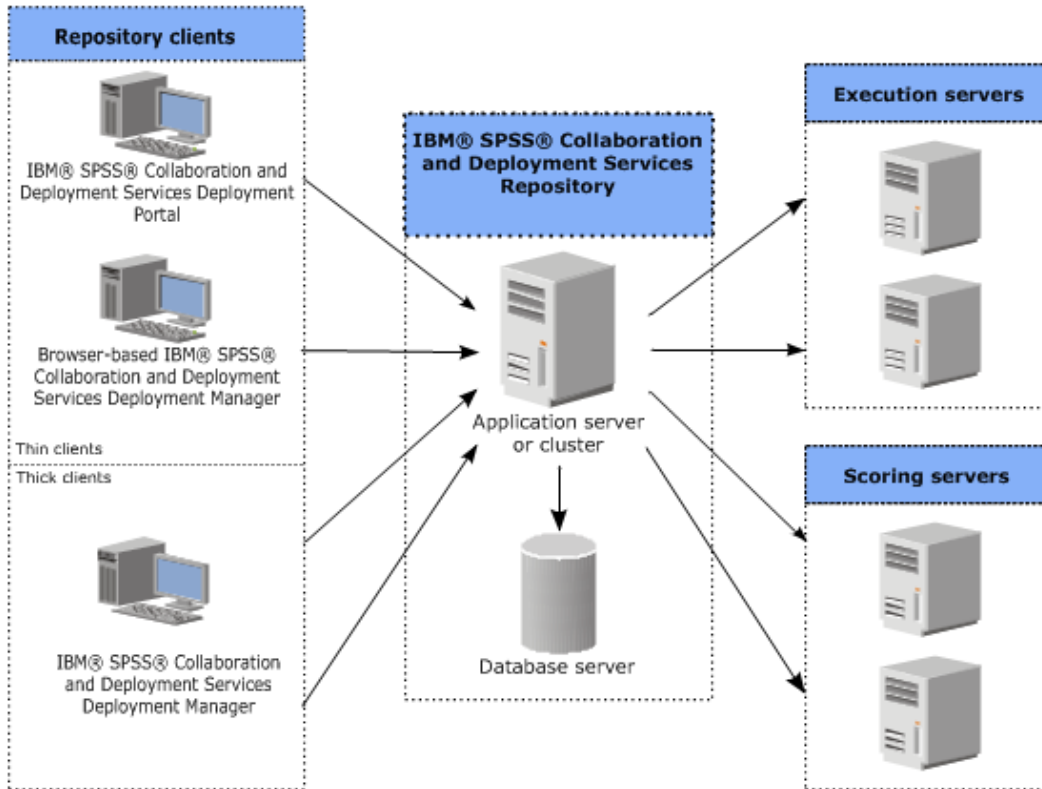 Repository clients
IBM® SPSS® Collaboration and
Deployment Services Deployment
Portal
Browser-based IBM® SPSS®
Collaboration and Deployment
Services Deployment Manager
Thin clients
Thick clients
IBM® SPSS® Collaboration
and Deployment Services
Deployment Manager
IBM® SPSS® Collaboration
and Deployment Services
Repository
Application server
or cluster
Database server
Execution servers
Scoring servers